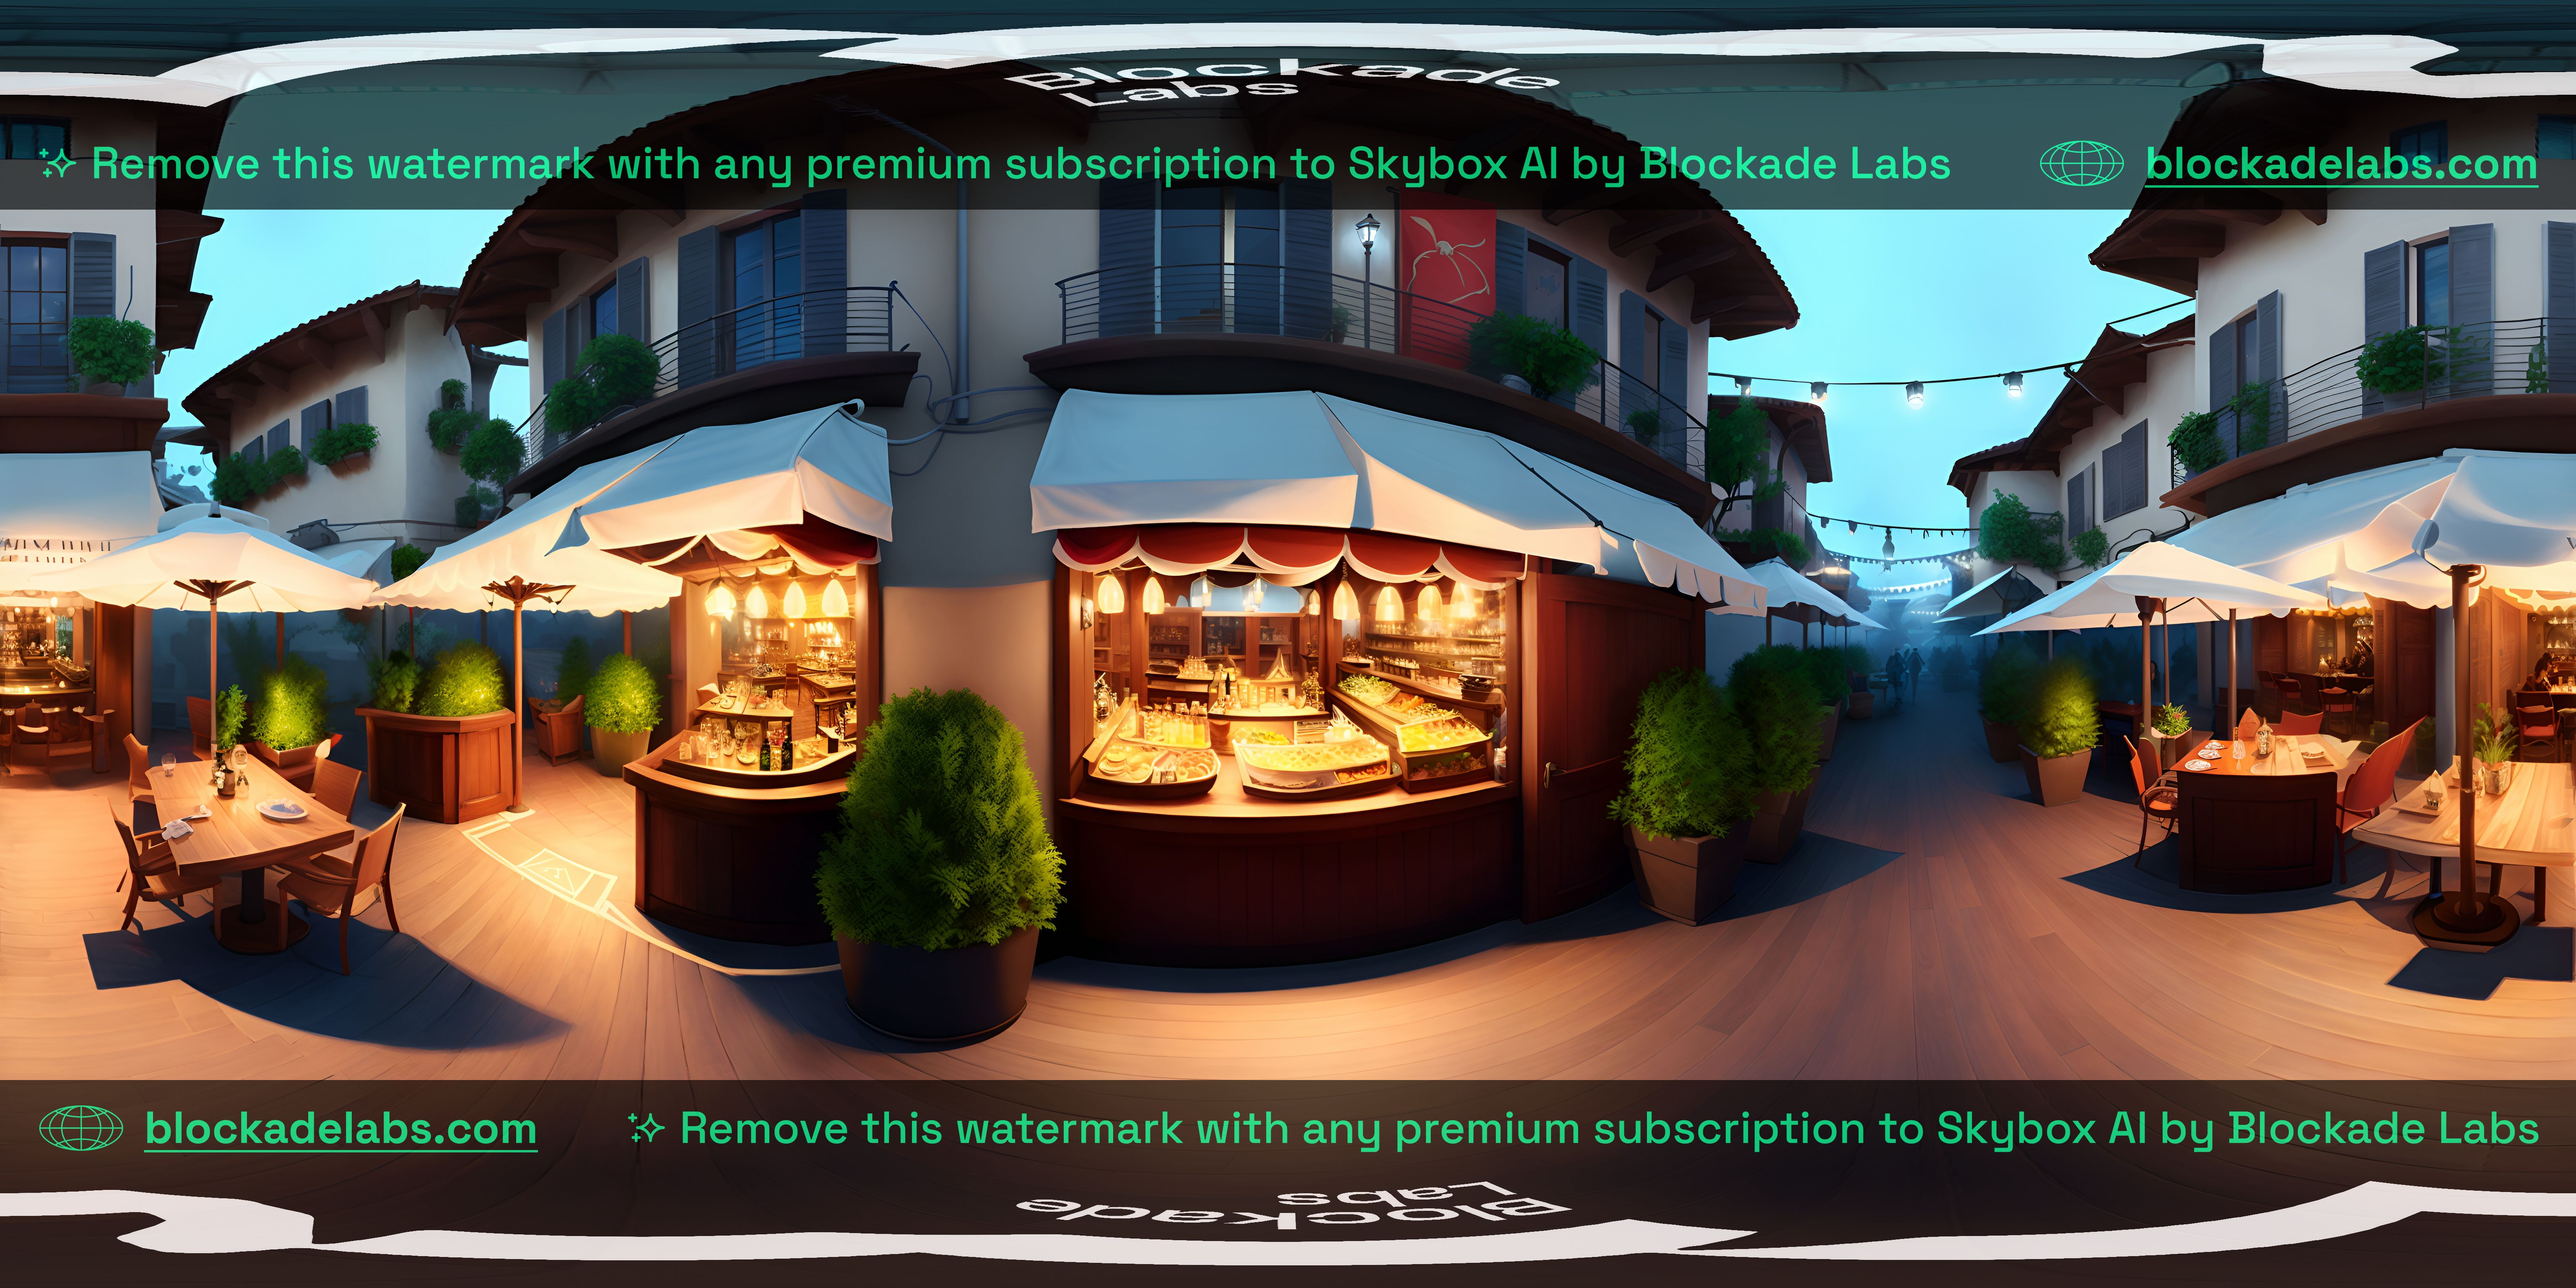 Blockade
Labs
Remove this watermark with any premium subscription to Skybox AI by Blockade Labs
blockadelabs.com
blockadelabs.com
Remove this watermark with any premium subscription to Skybox AI by Blockade Labs
Labs
Blockade